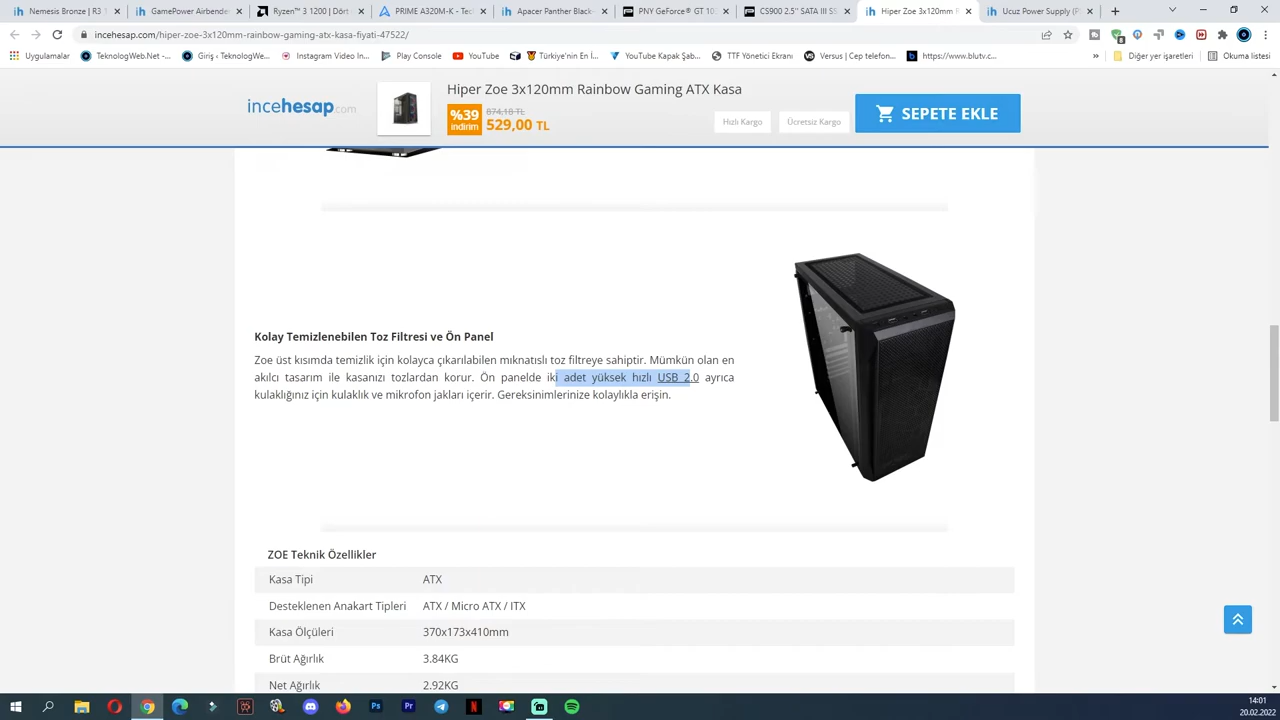 Nemesis Bronze | R3 1
GamePower Airbender
Ryzen™ 3 1200 | Dört
PRIME A320M-K - Tech
Apacer Panther Black-
PNY GeForce® GT 10
CS900 2.5'' SATA III SS
Hiper Zoe 3x120mm R
Ucuz Power Supply (P
incehesap.com/hiper-zoe-3x120mm-rainbow-gaming-atx-kasa-fiyati-47522/
Uygulamalar
TeknologWeb.Net -...
Giriş ‹ TeknologWe...
Instagram Video In...
Play Console
YouTube
Türkiye'nin En İ...
YouTube Kapak Şab...
TTF Yönetici Ekranı
Versus | Cep telefon...
https://www.blutv.c...
»
Diğer yer işaretleri
Okuma listesi
incehesap.com
Hiper Zoe 3x120mm Rainbow Gaming ATX Kasa
%39
indirim
874,18 TL
529,00 TL
Hızlı Kargo
Ücretsiz Kargo
SEPETE EKLE
Kolay Temizlenebilen Toz Filtresi ve Ön Panel
Zoe üst kısımda temizlik için kolayca çıkarılabilen mıknatıslı toz filtreye sahiptir. Mümkün olan en
akılcı tasarım ile kasanızı tozlardan korur. Ön panelde iki adet yüksek hızlı USB 2.0 ayrıca
kulaklığınız için kulaklık ve mikrofon jakları içerir. Gereksinimlerinize kolaylıkla erişin.
ZOE Teknik Özellikler
Kasa Tipi ATX
Desteklenen Anakart Tipleri ATX / Micro ATX / ITX
Kasa Ölçüleri 370x173x410mm
Brüt Ağırlık 3.84KG
Net Ağırlık 2.92KG
14:01
20.02.2022